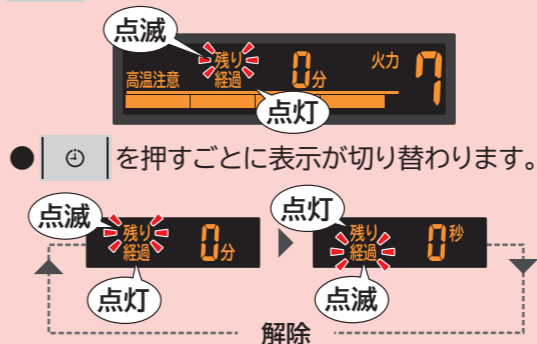 点滅
残り
経過
0分
火力
7
高温注意
点灯
● を押すごとに表示が切り替わります。
点滅
残り
経過
0分
点灯
点灯
残り
経過
0秒
点滅
解除